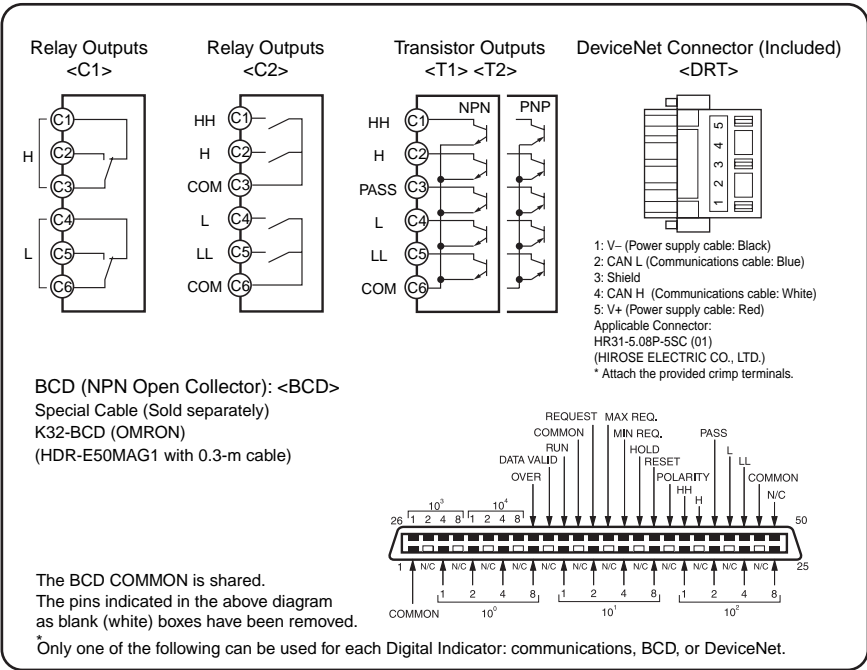 Relay Outputs
<C1>
C1
C2
C3
C4
C5
C6
H
L
Relay Outputs
<C2>
HH
H
COM
L
LL
COM
C1
C2
C3
C4
C5
C6
Transistor Outputs
<T1> <T2>
NPN
PNP
HH
H
PASS
L
LL
COM
C1
C2
C3
C4
C5
C6
DeviceNet Connector (Included)
<DRT>
1 2 3 4 5
1: V– (Power supply cable: Black)
2: CAN L (Communications cable: Blue)
3: Shield
4: CAN H (Communications cable: White)
5: V+ (Power supply cable: Red)
Applicable Connector:
HR31-5.08P-5SC (01)
(HIROSE ELECTRIC CO., LTD.)
* Attach the provided crimp terminals.
BCD (NPN Open Collector): <BCD>
Special Cable (Sold separately)
K32-BCD (OMRON)
(HDR-E50MAG1 with 0.3-m cable)
REQUEST MAX REQ.
COMMON MIN REQ. PASS
RUN HOLD L
DATA VALID RESET LL
OVER POLARITY COMMON
HH N/C
H
10³ 10⁴
26 1 2 4 8 1 2 4 8 50
1 N/C N/C N/C N/C N/C N/C N/C N/C N/C N/C N/C N/C 25
COMMON 1 2 4 8 1 2 4 8 1 2 4 8
10⁰ 10¹ 10²
The BCD COMMON is shared.
The pins indicated in the above diagram
as blank (white) boxes have been removed.
*Only one of the following can be used for each Digital Indicator: communications, BCD, or DeviceNet.